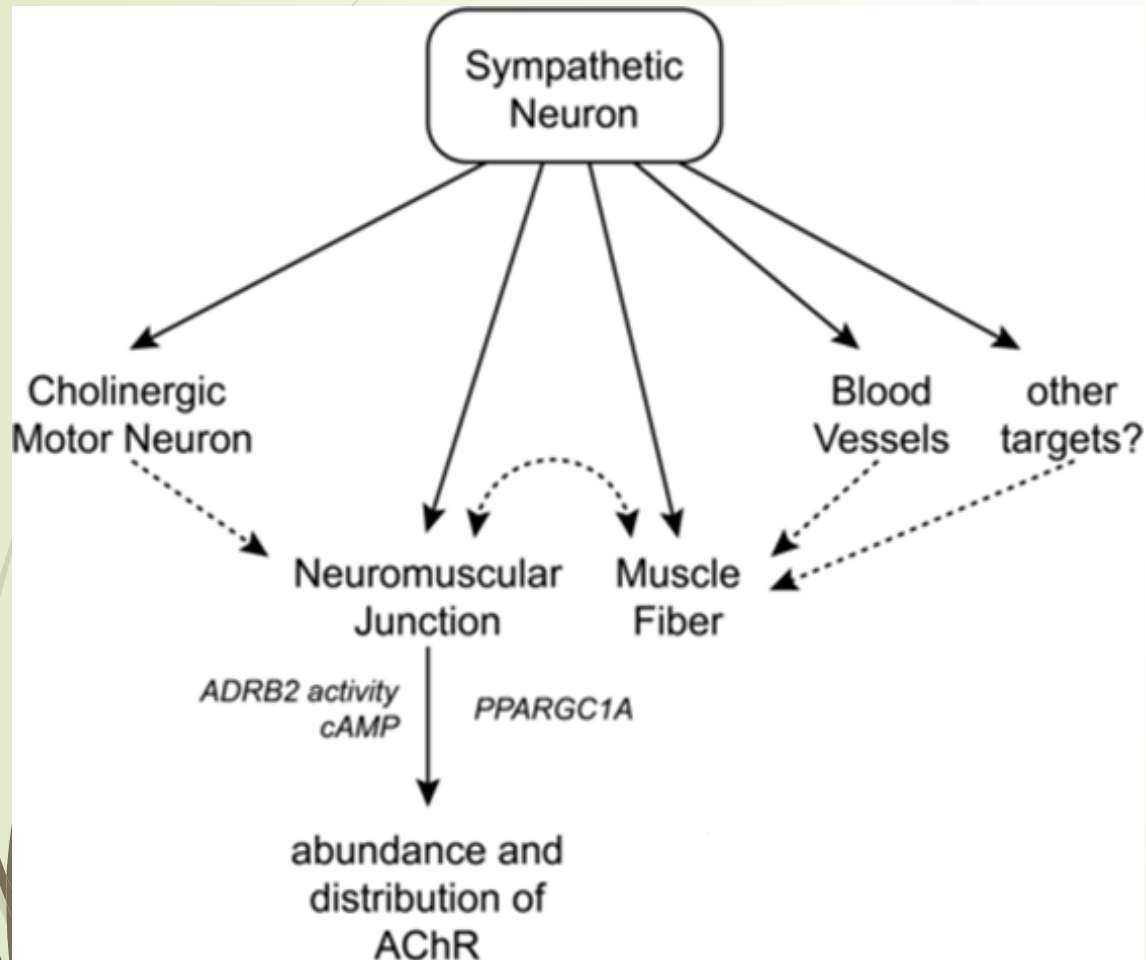 Sympathetic
Neuron
Cholinergic
Motor Neuron
Blood
Vessels
other
targets?
Neuromuscular
Junction
Muscle
Fiber
ADRB2 activity
cAMP
PPARGC1A
abundance and
distribution of
AChR